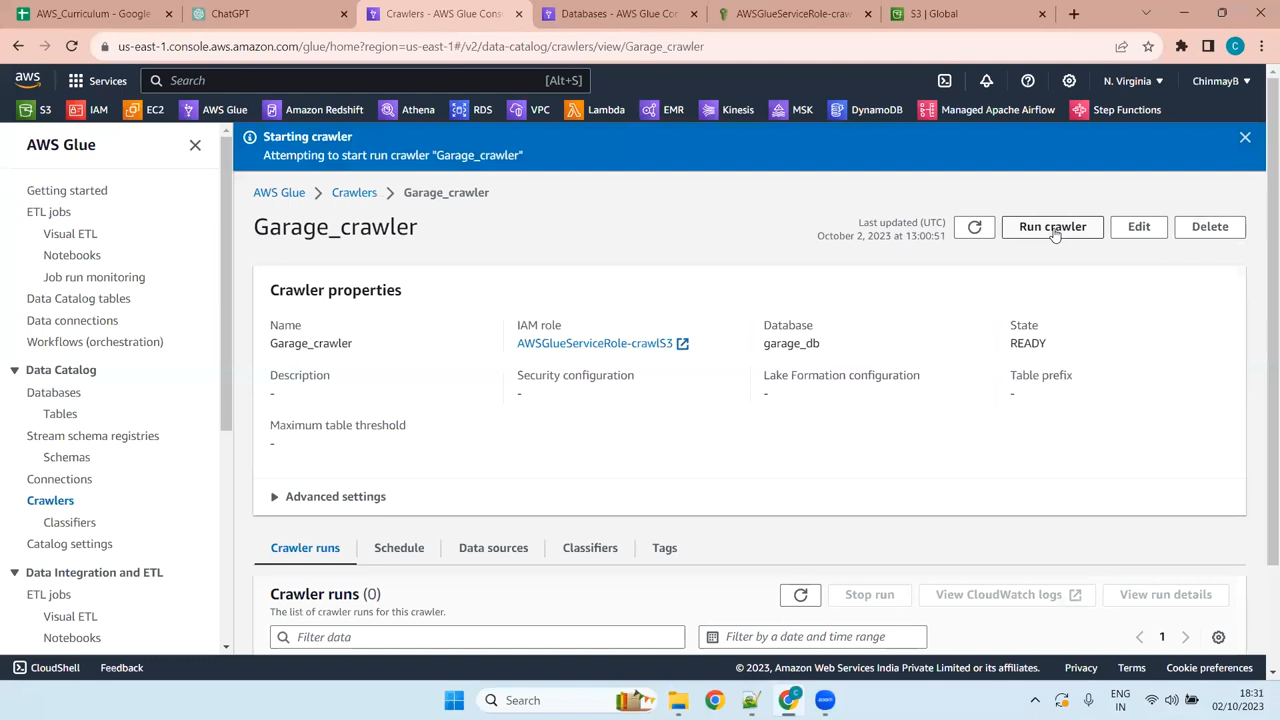 AWS_Curriculum - Google
ChatGPT
Crawlers - AWS Glue Cons
Databases - AWS Glue Con
AWSGlueServiceRole-craw
S3 | Global
us-east-1.console.aws.amazon.com/glue/home?region=us-east-1#/v2/data-catalog/crawlers/view/Garage_crawler
C
aws
Services
Search
[Alt+S]
N. Virginia
ChinmayB
S3
IAM
EC2
AWS Glue
Amazon Redshift
Athena
RDS
VPC
Lambda
EMR
Kinesis
MSK
DynamoDB
Managed Apache Airflow
Step Functions
AWS Glue
Getting started
ETL jobs
Visual ETL
Notebooks
Job run monitoring
Data Catalog tables
Data connections
Workflows (orchestration)
Data Catalog
Databases
Tables
Stream schema registries
Schemas
Connections
Crawlers
Classifiers
Catalog settings
Data Integration and ETL
ETL jobs
Visual ETL
Notebooks
Starting crawler
Attempting to start run crawler "Garage_crawler"
AWS Glue > Crawlers > Garage_crawler
Garage_crawler
Last updated (UTC)
October 2, 2023 at 13:00:51
Run crawler
Edit
Delete
Crawler properties
Name
Garage_crawler
IAM role
AWSGlueServiceRole-crawlS3
Database
garage_db
State
READY
Description
-
Security configuration
-
Lake Formation configuration
-
Table prefix
-
Maximum table threshold
-
Advanced settings
Crawler runs
Schedule
Data sources
Classifiers
Tags
Crawler runs (0)
The list of crawler runs for this crawler.
Stop run
View CloudWatch logs
View run details
Filter data
Filter by a date and time range
1
CloudShell
Feedback
© 2023, Amazon Web Services India Private Limited or its affiliates.
Privacy
Terms
Cookie preferences
Search
C
zoom
ENG
IN
18:31
02/10/2023